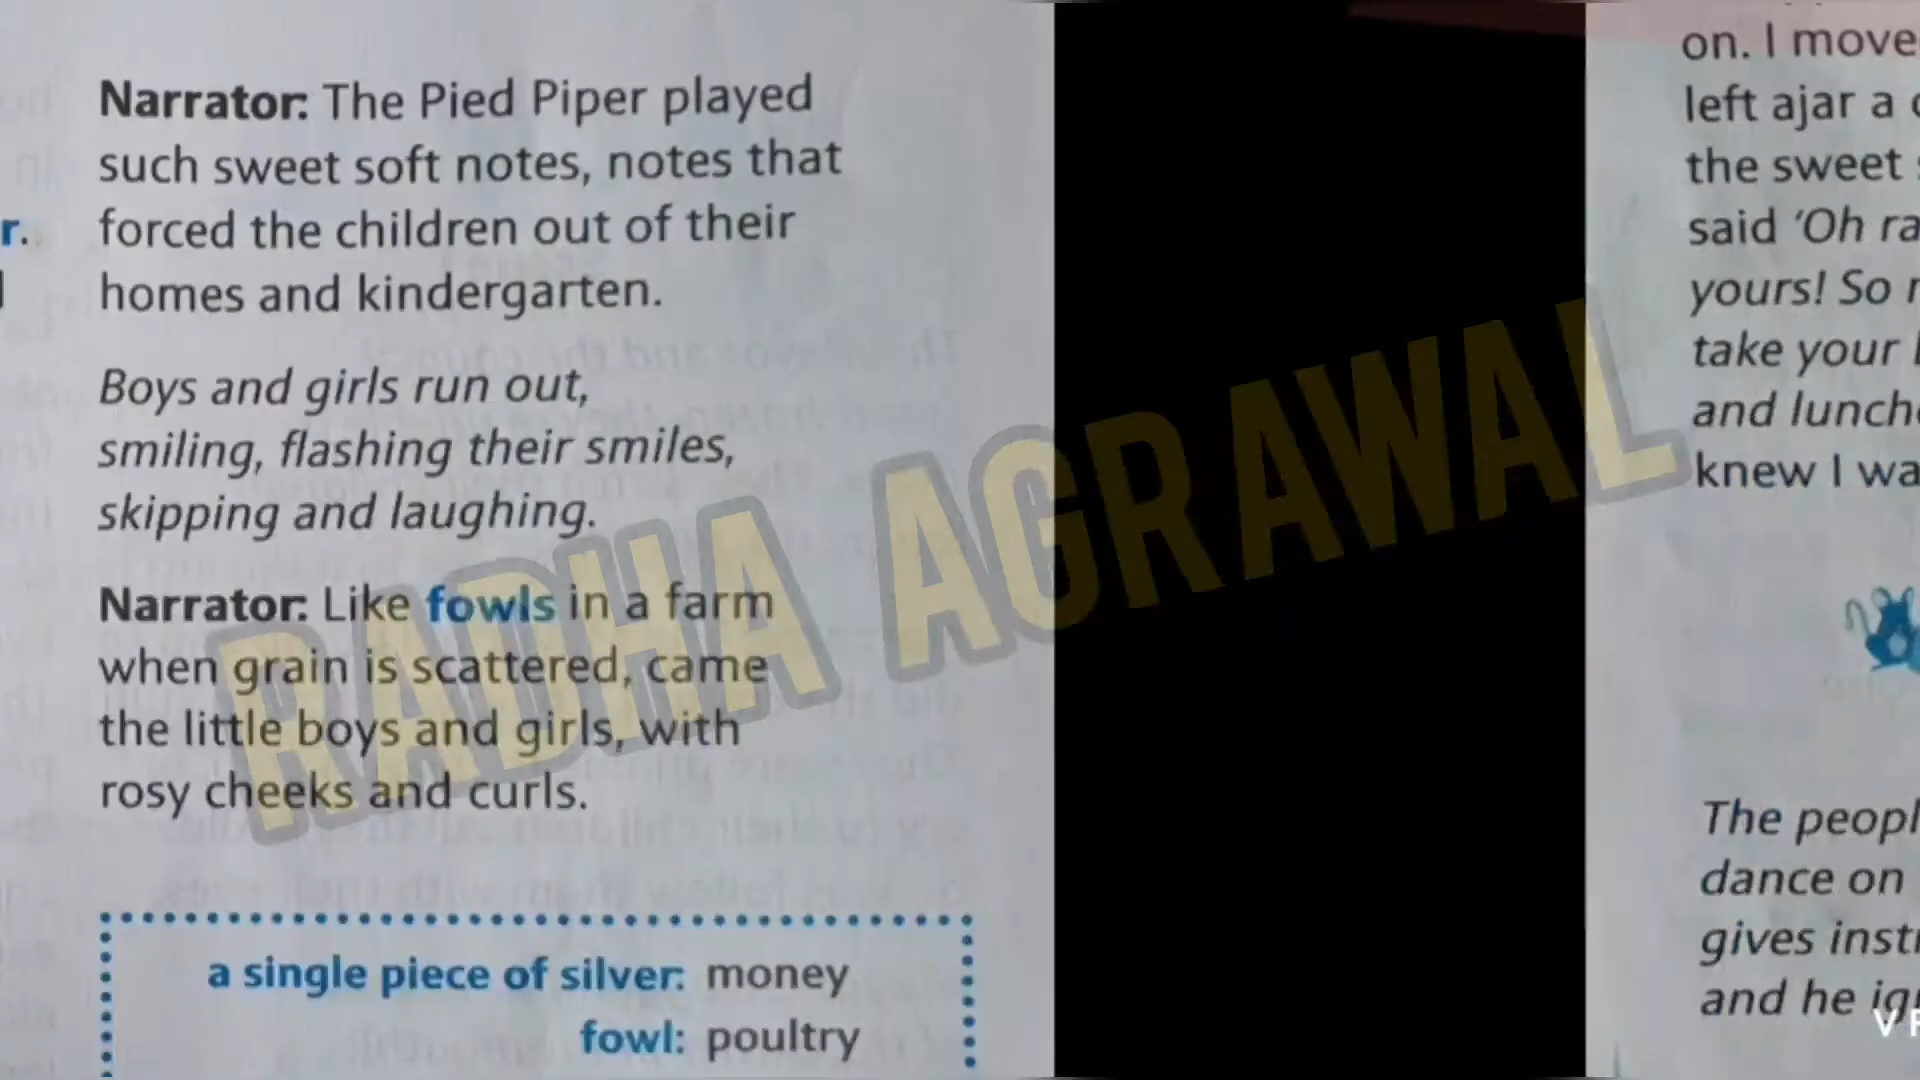 Narrator: The Pied Piper played
such sweet soft notes, notes that
forced the children out of their
homes and kindergarten.
Boys and girls run out,
smiling, flashing their smiles,
skipping and laughing.
Narrator: Like fowls in a farm
when grain is scattered, came
the little boys and girls, with
rosy cheeks and curls.
a single piece of silver: money
fowl: poultry
RADHA AGRAWAL
on. I move
left ajar a
the sweet
said ‘Oh ra
yours! So
take your
and lunch
knew I wa
The peopl
dance on
gives inst
and he ig
V